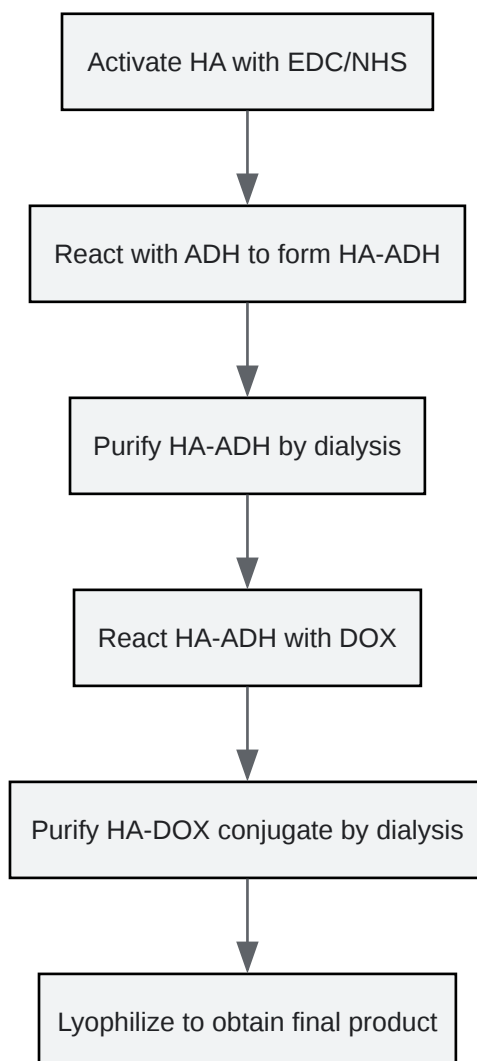 Activate HA with EDC/NHS
React with ADH to form HA-ADH
Purify HA-ADH by dialysis
React HA-ADH with DOX
Purify HA-DOX conjugate by dialysis
Lyophilize to obtain final product